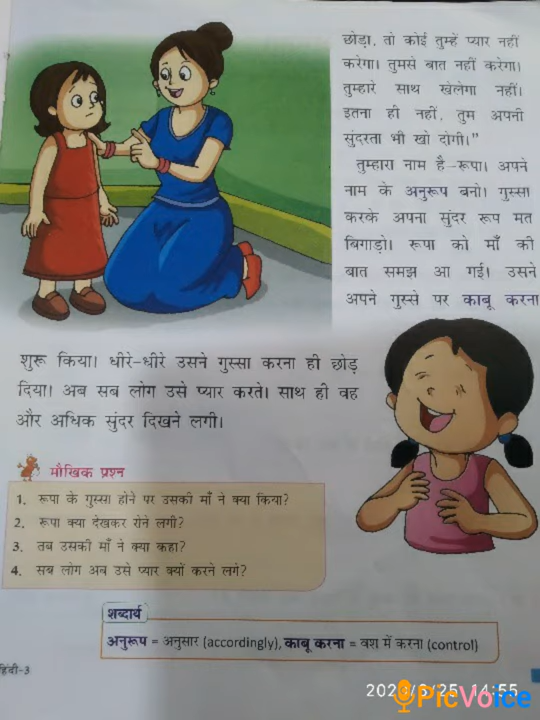 छोड़ा, तो कोई तुम्हें प्यार नहीं
करेगा। तुमसे बात नहीं करेगा।
तुम्हारे साथ खेलेगा नहीं।
इतना ही नहीं, तुम अपनी
सुंदरता भी खो दोगी।”
तुम्हारा नाम है–रूपा। अपने
नाम के अनुरूप बनो। गुस्सा
करके अपना सुंदर रूप मत
बिगाड़ो। रूपा को माँ की
बात समझ आ गई। उसने
अपने गुस्से पर काबू करना
शुरू किया। धीरे-धीरे उसने गुस्सा करना ही छोड़
दिया। अब सब लोग उसे प्यार करते। साथ ही वह
और अधिक सुंदर दिखने लगी।
मौखिक प्रश्न
1. रूपा के गुस्सा होने पर उसकी माँ ने क्या किया?
2. रूपा क्या देखकर रोने लगी?
3. तब उसकी माँ ने क्या कहा?
4. सब लोग अब उसे प्यार क्यों करने लगे?
शब्दार्थ
अनुरूप = अनुसार (accordingly), काबू करना = वश में करना (control)
हिंदी-3
14:55
PicVoice